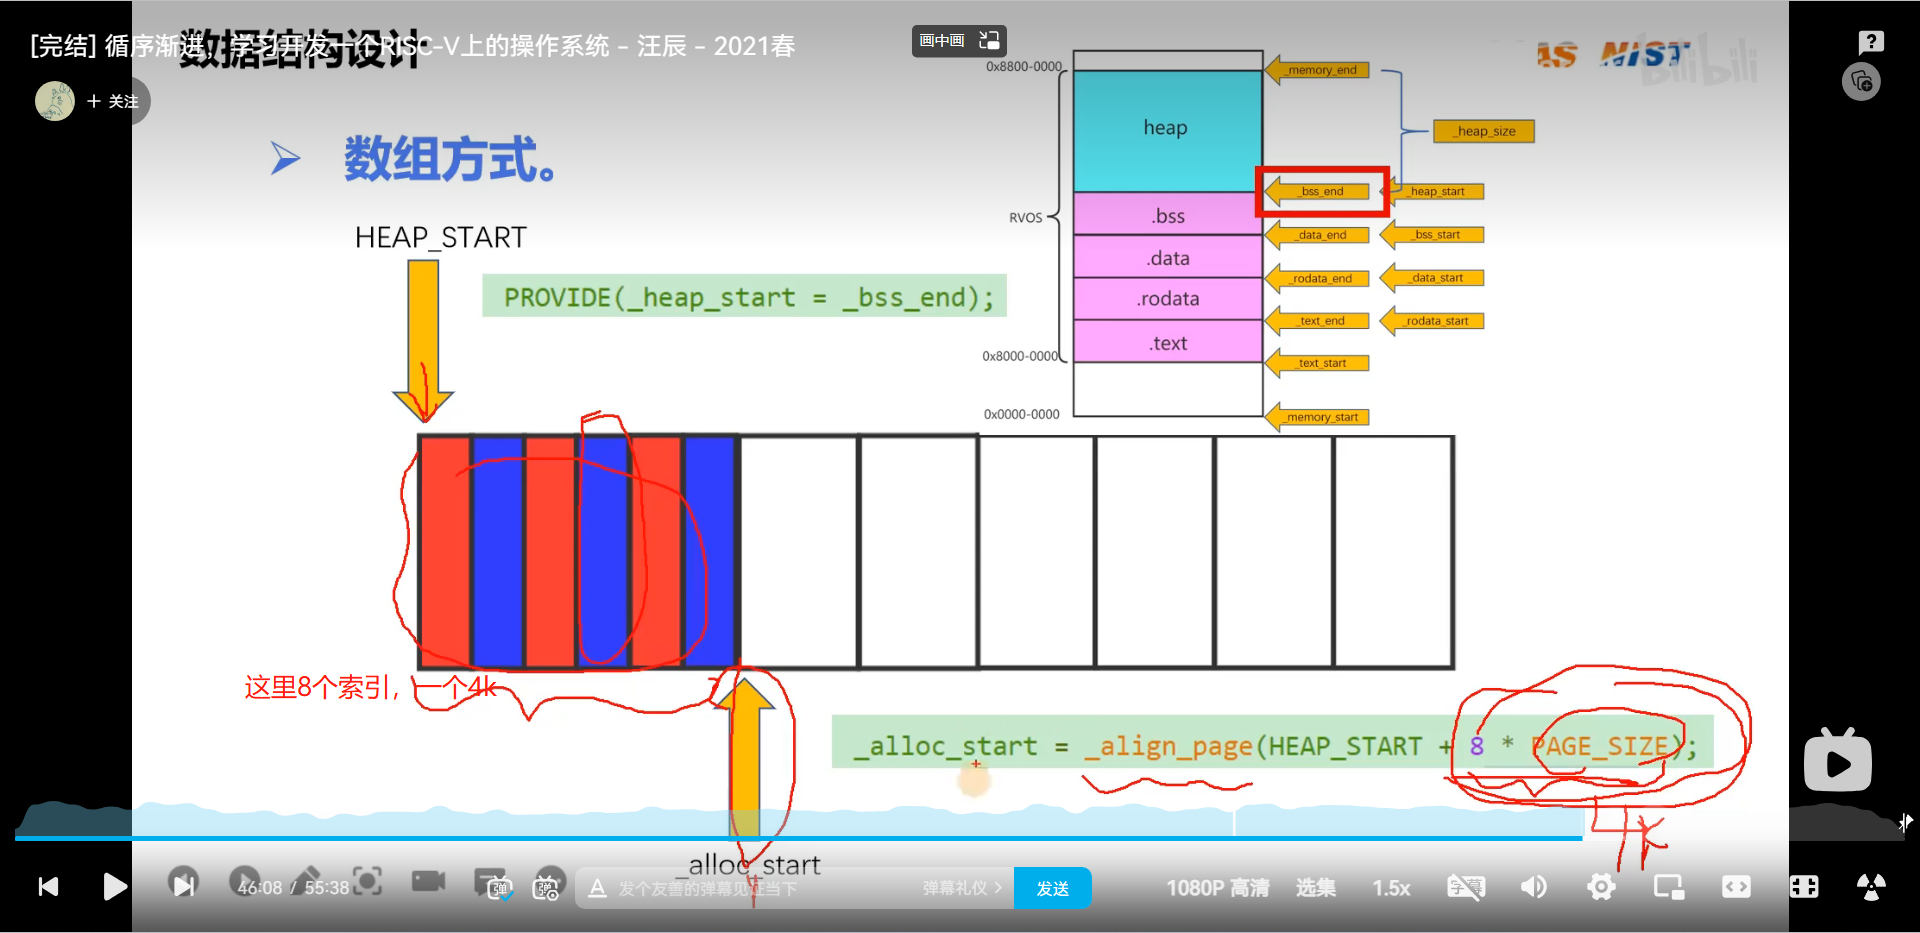 [完结] 循序渐进，学习开发一个RISC-V上的操作系统 - 汪辰 - 2021春
数据结构设计
画中画
bilibili
+ 关注
数组方式。
HEAP_START
PROVIDE(_heap_start = _bss_end);
0x8800-0000
_memory_end
heap
_heap_size
_bss_end
_heap_start
RVOS
.bss
_data_end
_bss_start
.data
_rodata_end
_data_start
.rodata
_text_end
_rodata_start
.text
0x8000-0000
_text_start
0x0000-0000
_memory_start
这里8个索引，一个4k
_alloc_start = _align_page(HEAP_START + 8 * PAGE_SIZE);
4K
_alloc_start
46:08 / 55:38
弹
弹
发个友善的弹幕见证当下
弹幕礼仪 >
发送
1080P 高清
选集
1.5x
字幕